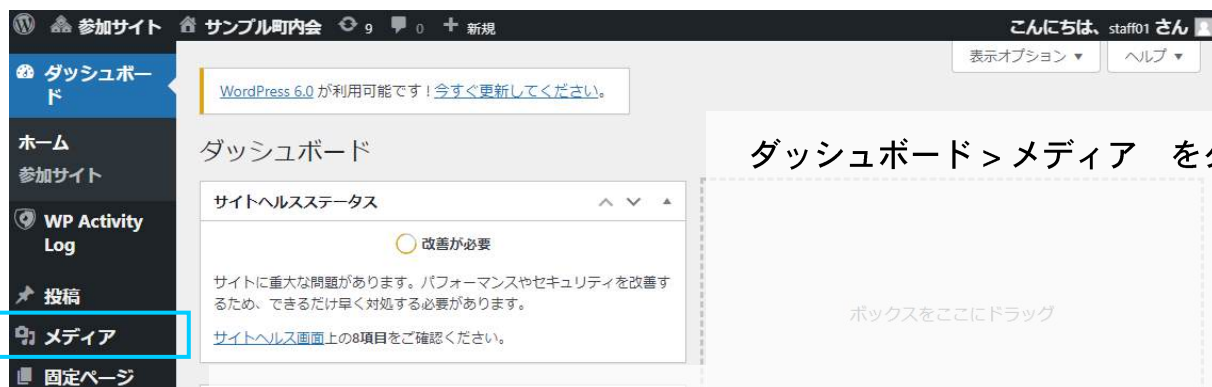 参加サイト サンプル町内会 9 0 新規 こんにちは、staff01 さん
表示オプション ▼ ヘルプ ▼
ダッシュボー
ド
WordPress 6.0 が利用可能です ! 今すぐ更新してください。
ホーム
参加サイト
ダッシュボード
ダッシュボード > メディア を
サイトヘルスステータス
WP Activity
Log
改善が必要
サイトに重大な問題があります。パフォーマンスやセキュリティを改善す
るため、できるだけ早く対処する必要があります。
ボックスをここにドラッグ
投稿
メディア
サイトヘルス画面上の8項目をご確認ください。
固定ページ